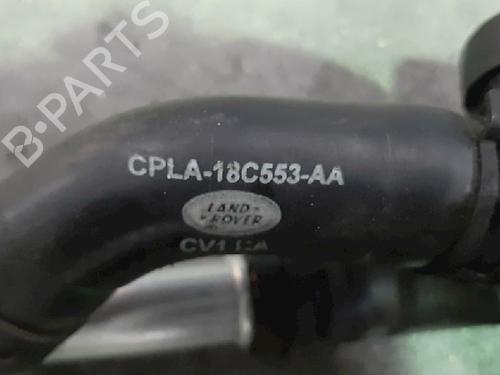 B-PARTS
CPLA-18C553-AA
LAND-
ROVER